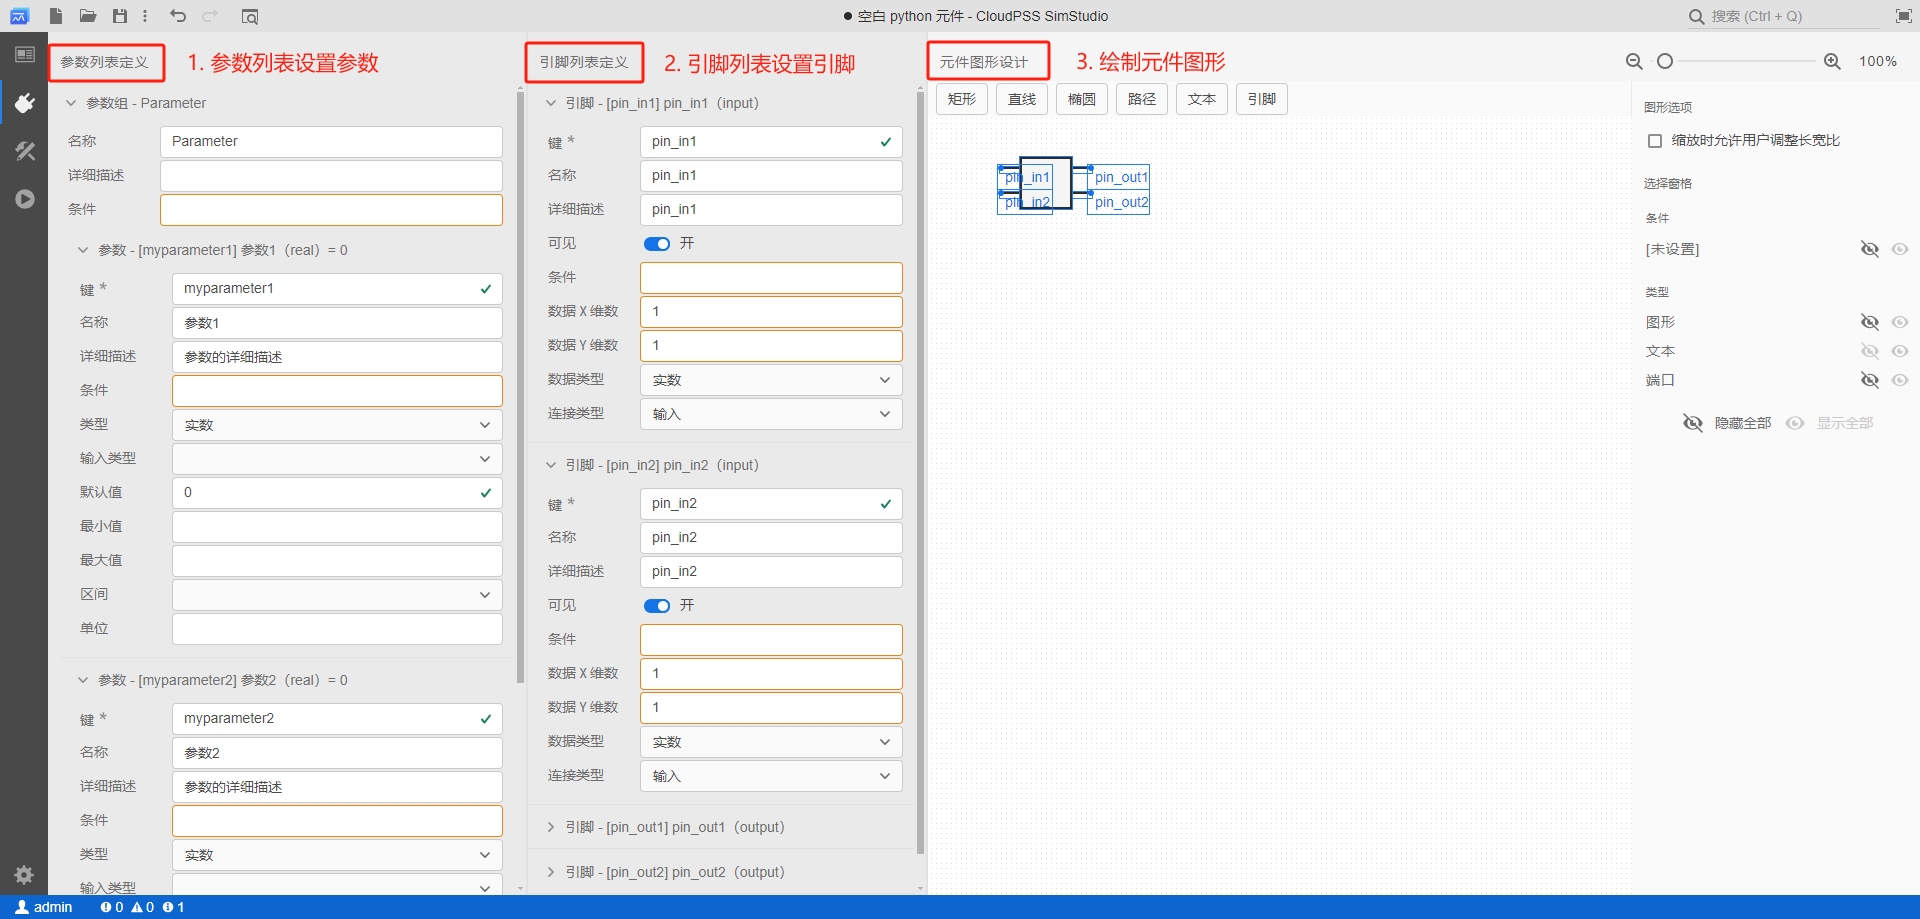 ● 空白 python 元件 - CloudPSS SimStudio
搜索 (Ctrl + Q)
参数列表定义
1. 参数列表设置参数
参数组 - Parameter
名称
Parameter
详细描述
条件
参数 - [myparameter1] 参数1（real）= 0
键 *
myparameter1
名称
参数1
详细描述
参数的详细描述
条件
类型
实数
输入类型
默认值
0
最小值
最大值
区间
单位
参数 - [myparameter2] 参数2（real）= 0
键 *
myparameter2
名称
参数2
详细描述
参数的详细描述
条件
类型
实数
输入类型
引脚列表定义
2. 引脚列表设置引脚
引脚 - [pin_in1] pin_in1（input）
键 *
pin_in1
名称
pin_in1
详细描述
pin_in1
可见
开
条件
数据 X 维数
1
数据 Y 维数
1
数据类型
实数
连接类型
输入
引脚 - [pin_in2] pin_in2（input）
键 *
pin_in2
名称
pin_in2
详细描述
pin_in2
可见
开
条件
数据 X 维数
1
数据 Y 维数
1
数据类型
实数
连接类型
输入
引脚 - [pin_out1] pin_out1（output）
引脚 - [pin_out2] pin_out2（output）
元件图形设计
3. 绘制元件图形
100%
矩形
直线
椭圆
路径
文本
引脚
pin_in1
pin_out1
pin_in2
pin_out2
图形选项
缩放时允许用户调整长宽比
选择窗格
条件
[未设置]
类型
图形
文本
端口
隐藏全部
显示全部
admin
0
0
1